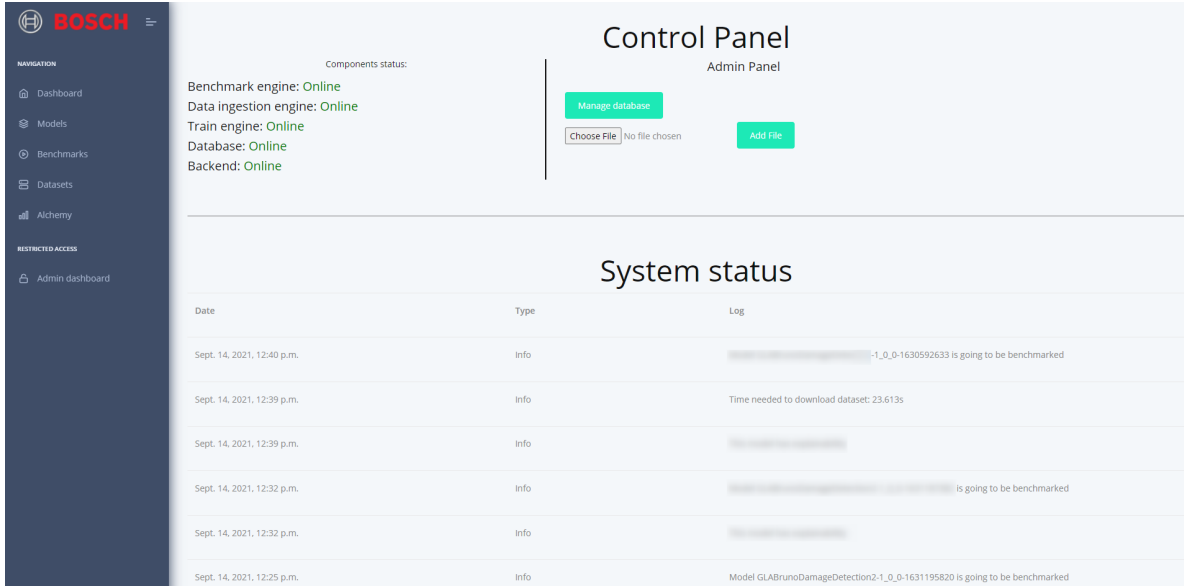 BOSCH
NAVIGATION
Dashboard
Models
Benchmarks
Datasets
Alchemy
RESTRICTED ACCESS
Admin dashboard
Control Panel
Components status:
Benchmark engine: Online
Data ingestion engine: Online
Train engine: Online
Database: Online
Backend: Online
Admin Panel
Manage database
Choose File No file chosen
Add File
System status
Date Type Log
Sept. 14, 2021, 12:40 p.m. Info -1_0_0-1630592633 is going to be benchmarked
Sept. 14, 2021, 12:39 p.m. Info Time needed to download dataset: 23.613s
Sept. 14, 2021, 12:39 p.m. Info
Sept. 14, 2021, 12:32 p.m. Info is going to be benchmarked
Sept. 14, 2021, 12:32 p.m. Info
Sept. 14, 2021, 12:25 p.m. Info Model GLABrunoDamageDetection2-1_0_0-1631195820 is going to be benchmarked